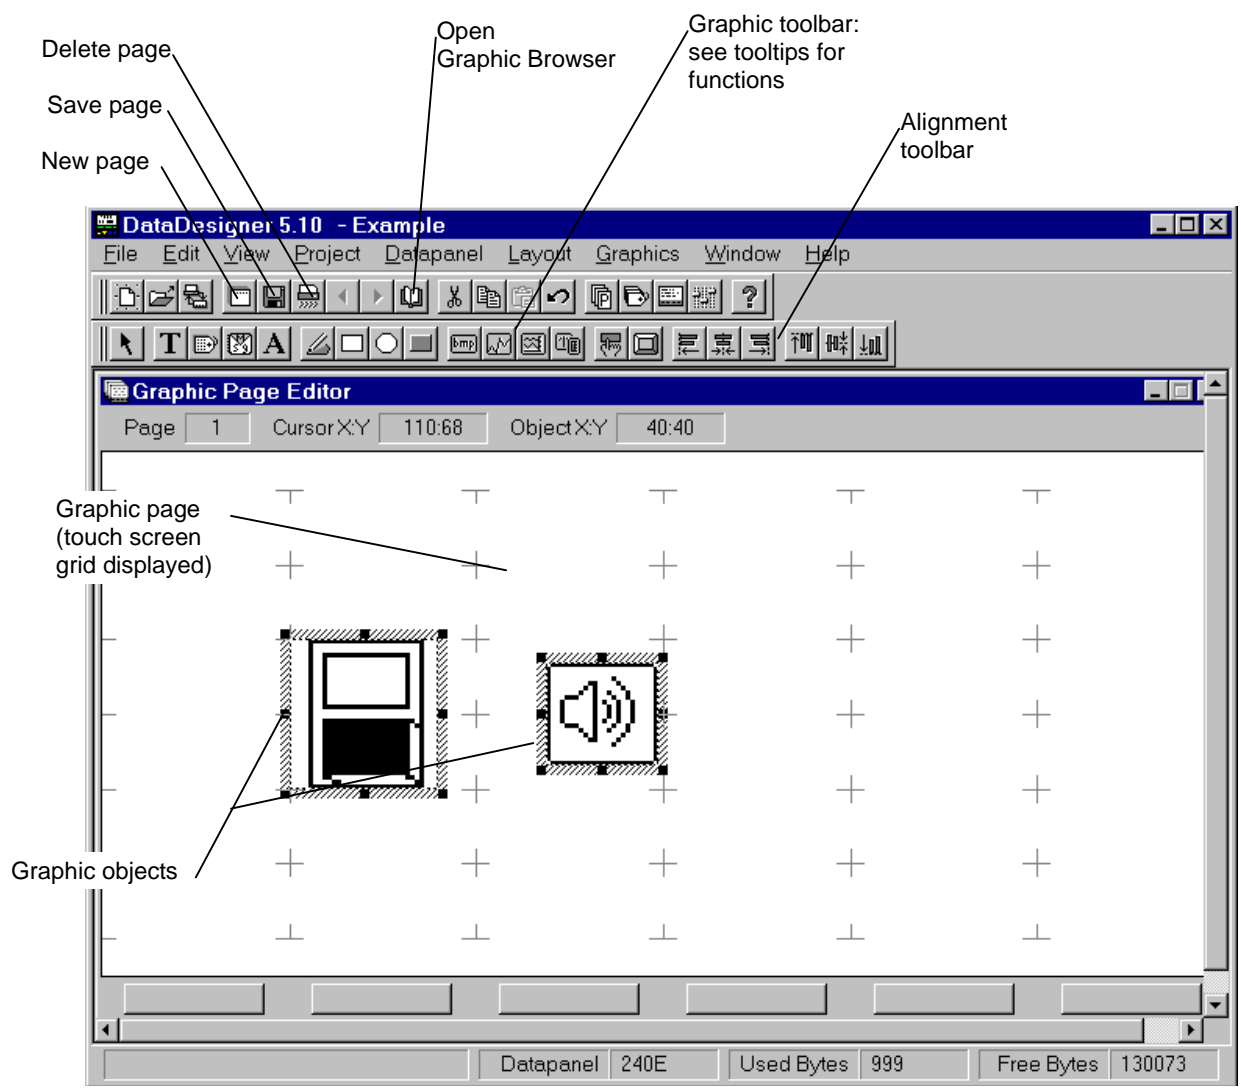 Open
Graphic Browser
Graphic toolbar:
see tooltips for
functions
Delete page
Save page
New page
Alignment
toolbar
DataDesigner 5.10 - Example
File Edit View Project Datapanel Layout Graphics Window Help
P ?
T A bmp
Graphic Page Editor
Page 1 Cursor X:Y 110:68 Object X:Y 40:40
Graphic page
(touch screen
grid displayed)
Graphic objects
Datapanel 240E Used Bytes 999 Free Bytes 130073